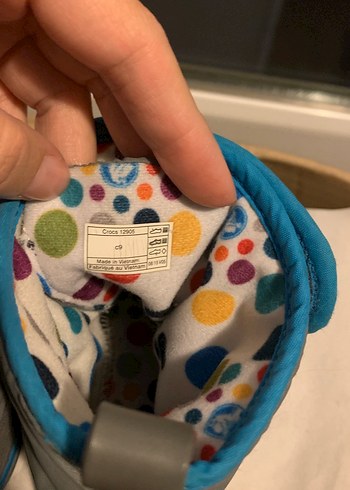 Crocs 12905
c9
Made in Vietnam
Fabriqué au Vietnam